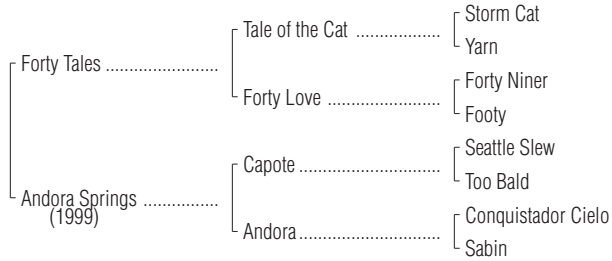 Storm Cat
Tale of the Cat ..................
Yarn
Forty Tales ........................
Forty Niner
Forty Love ........................
Footy
Seattle Slew
Capote ..............................
Too Bald
Andora Springs ................
(1999)
Conquistador Cielo
Andora ..............................
Sabin